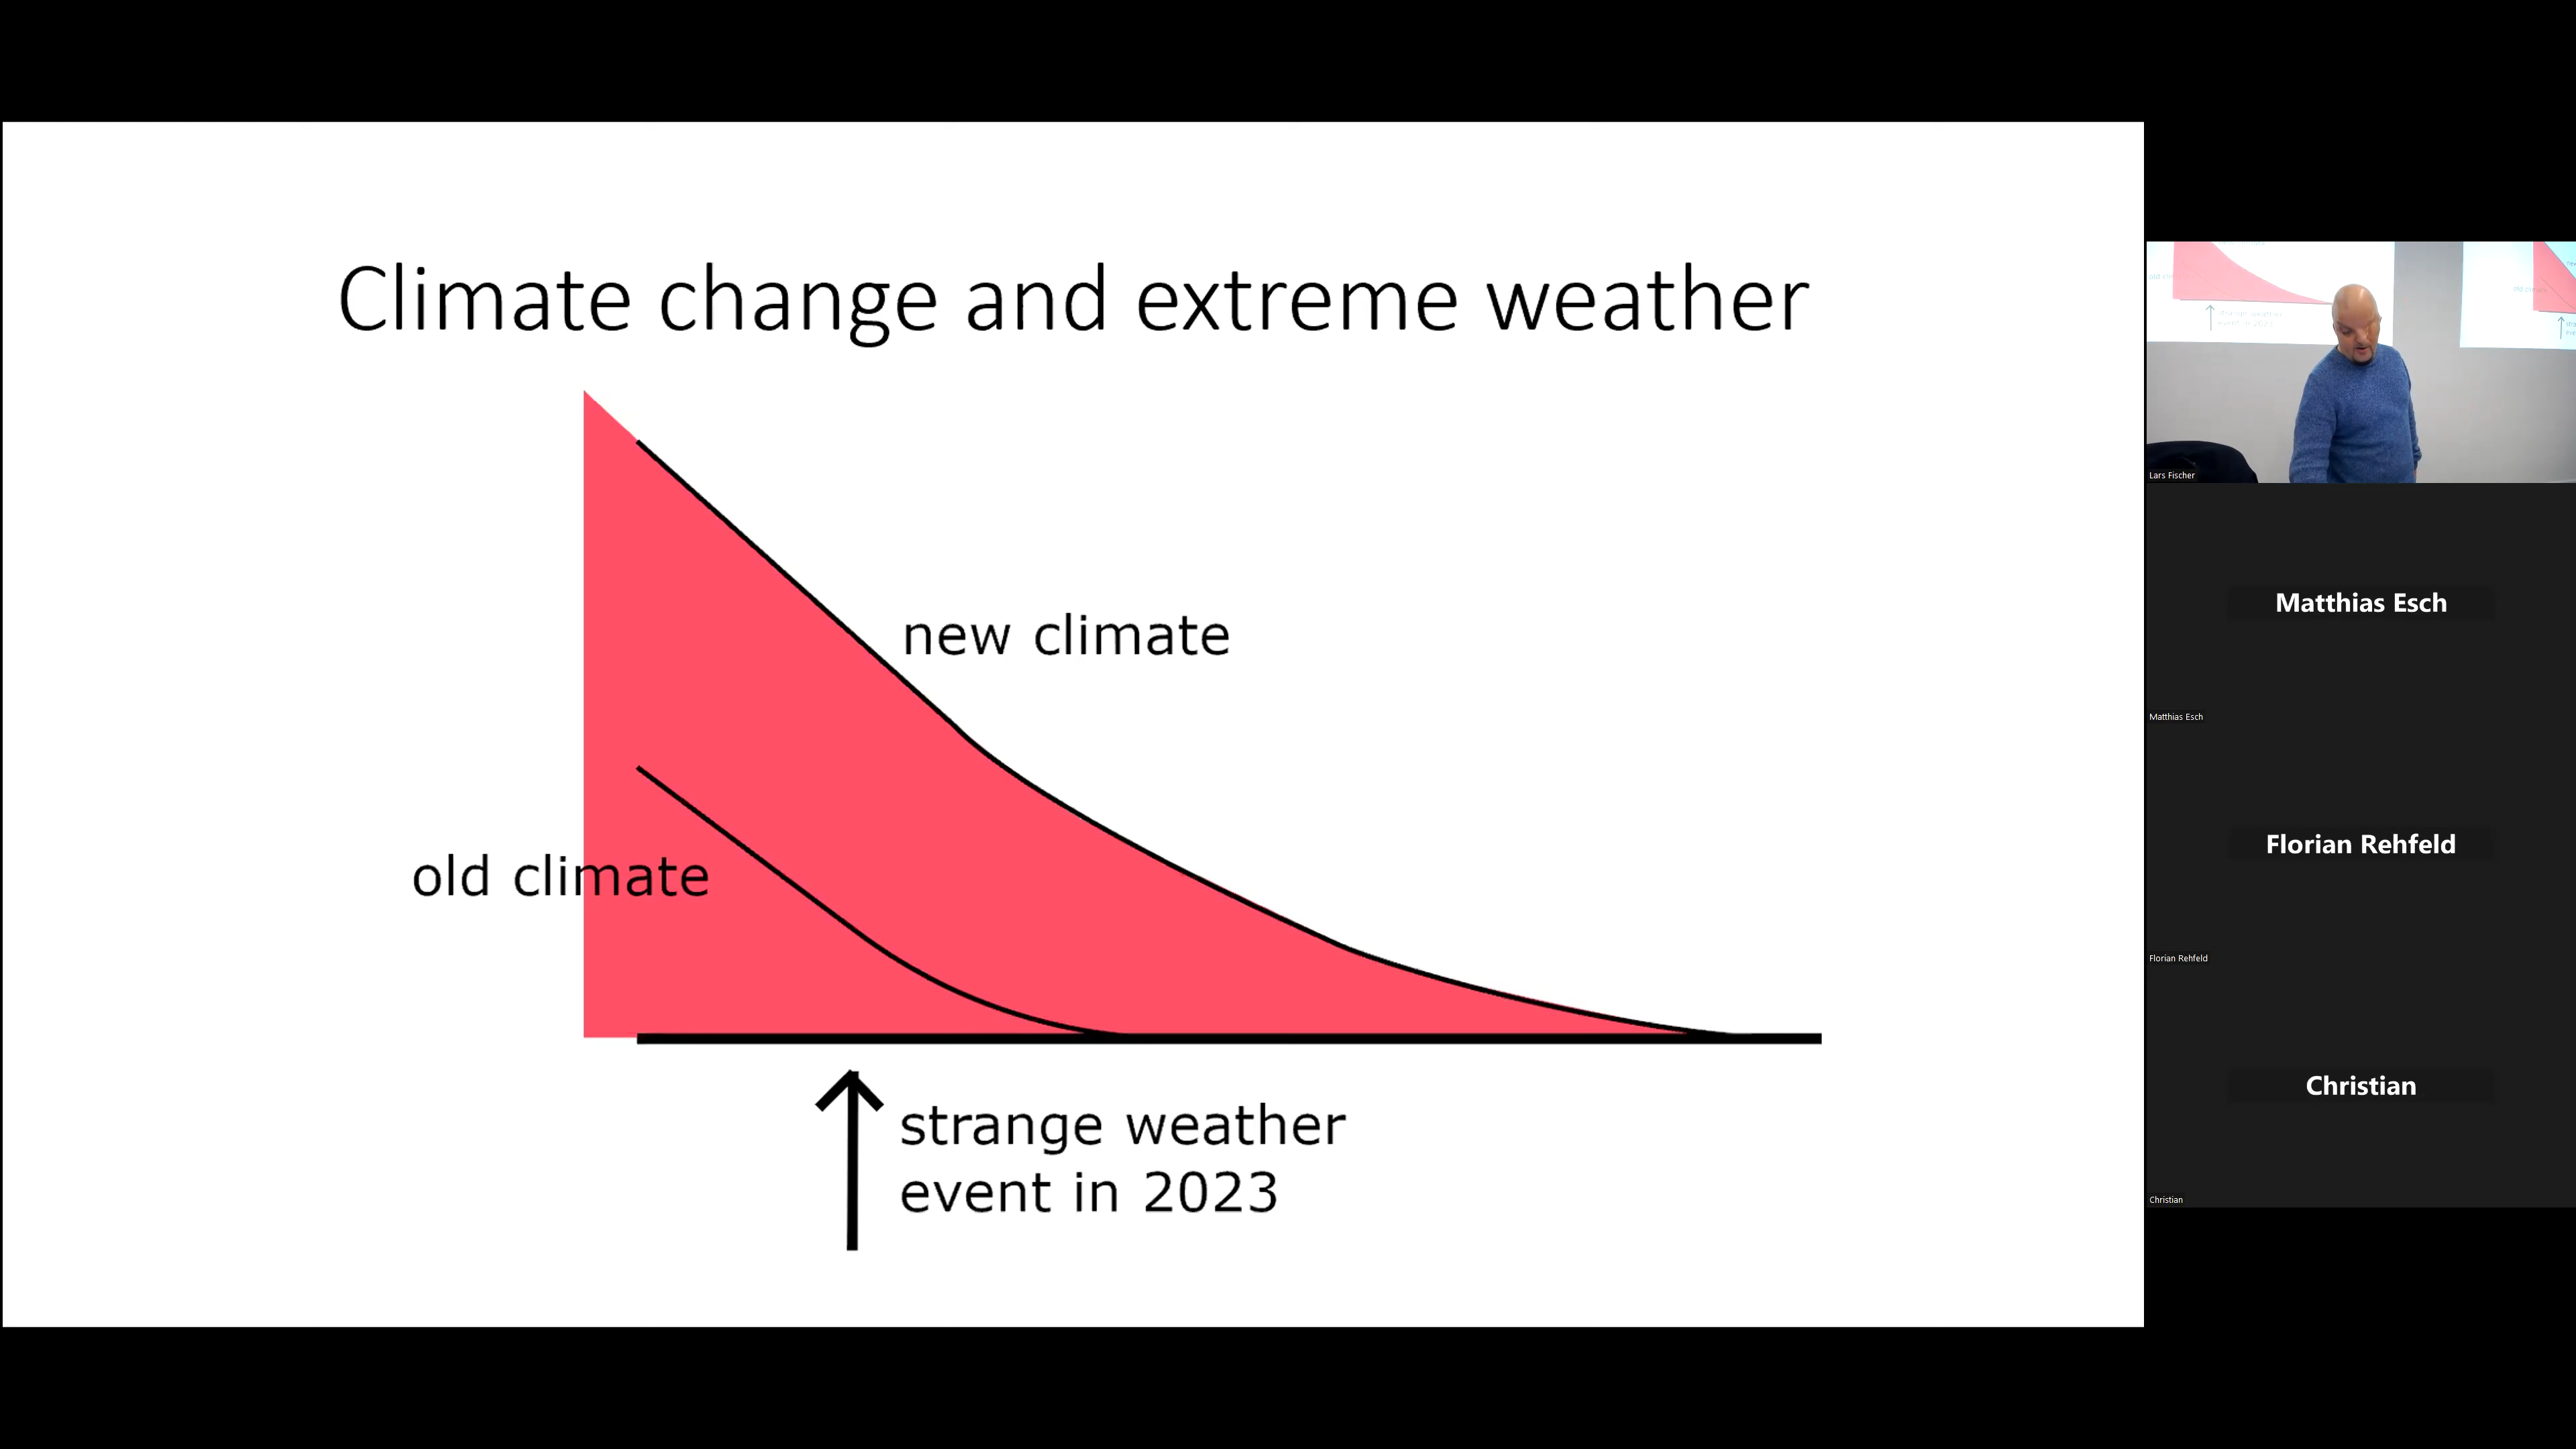 Climate change and extreme weather
new climate
old climate
strange weather
event in 2023
Lars Fischer
Matthias Esch
Matthias Esch
Florian Rehfeld
Florian Rehfeld
Christian
Christian